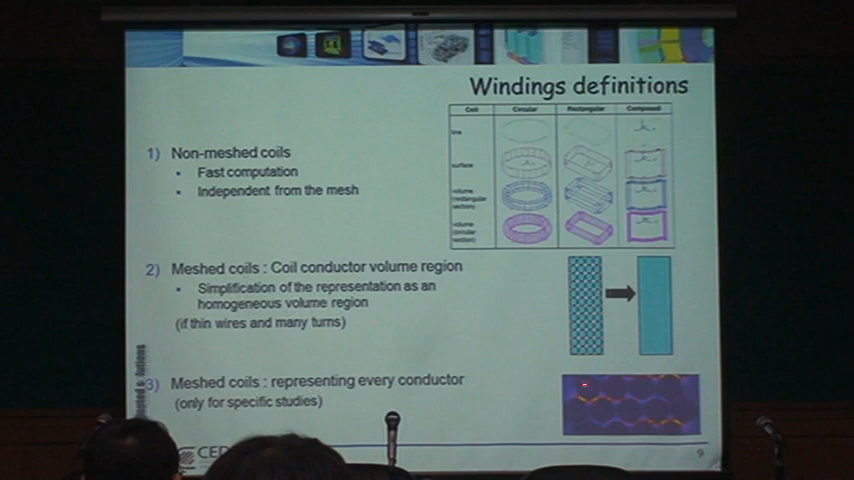 Windings definitions
Coil Circular Rectangular Composed
line
surface
volume
(rectangular
section)
volume
(circular
section)
1) Non-meshed coils
• Fast computation
• Independent from the mesh
2) Meshed coils : Coil conductor volume region
• Simplification of the representation as an
homogeneous volume region
(if thin wires and many turns)
3) Meshed coils : representing every conductor
(only for specific studies)
CED
9